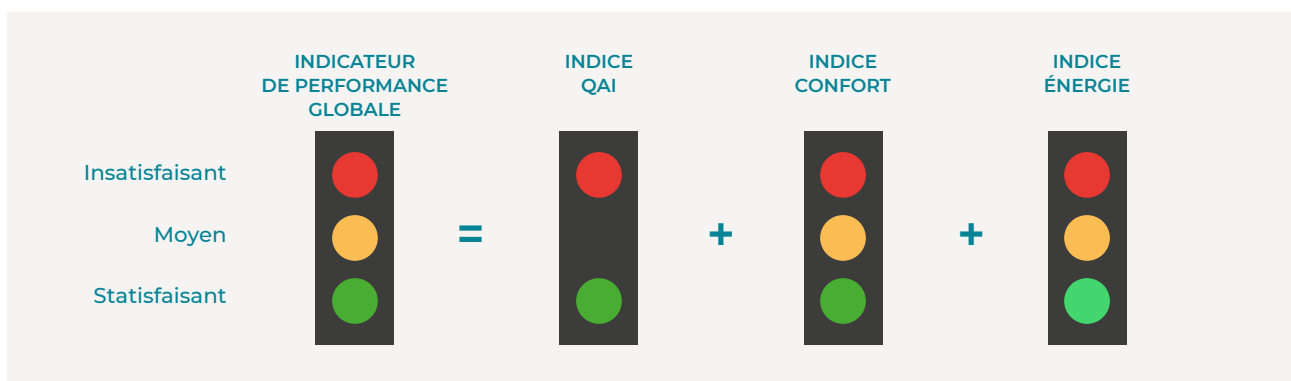 INDICATEUR
DE PERFORMANCE
GLOBALE
INDICE
QAI
INDICE
CONFORT
INDICE
ÉNERGIE
Insatisfaisant
Moyen
= + +
Statisfaisant